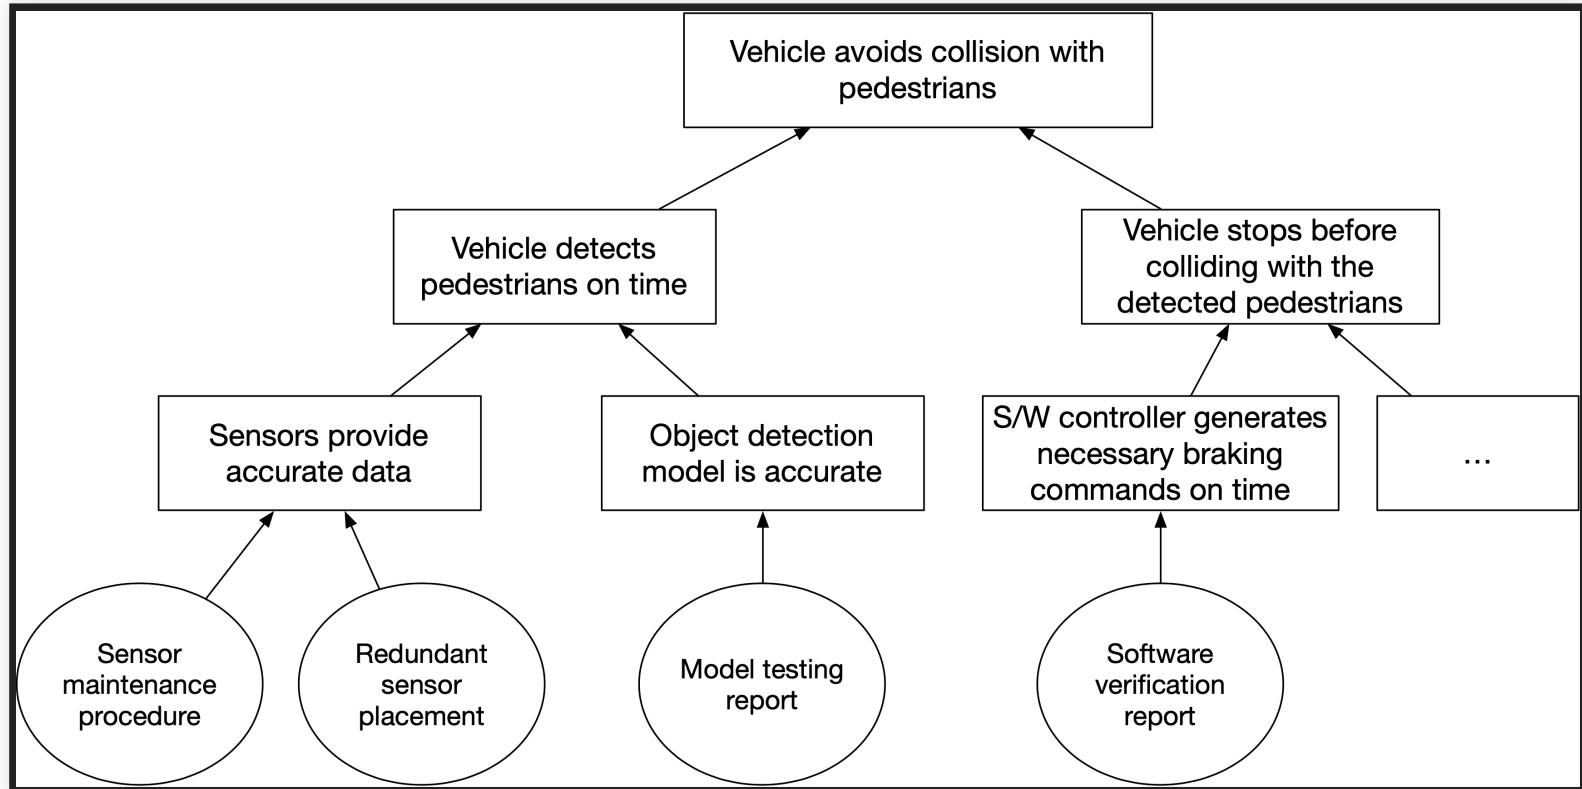 Vehicle avoids collision with
pedestrians
Vehicle detects
pedestrians on time
Vehicle stops before
colliding with the
detected pedestrians
Sensors provide
accurate data
Object detection
model is accurate
S/W controller generates
necessary braking
commands on time
...
Sensor
maintenance
procedure
Redundant
sensor
placement
Model testing
report
Software
verification
report